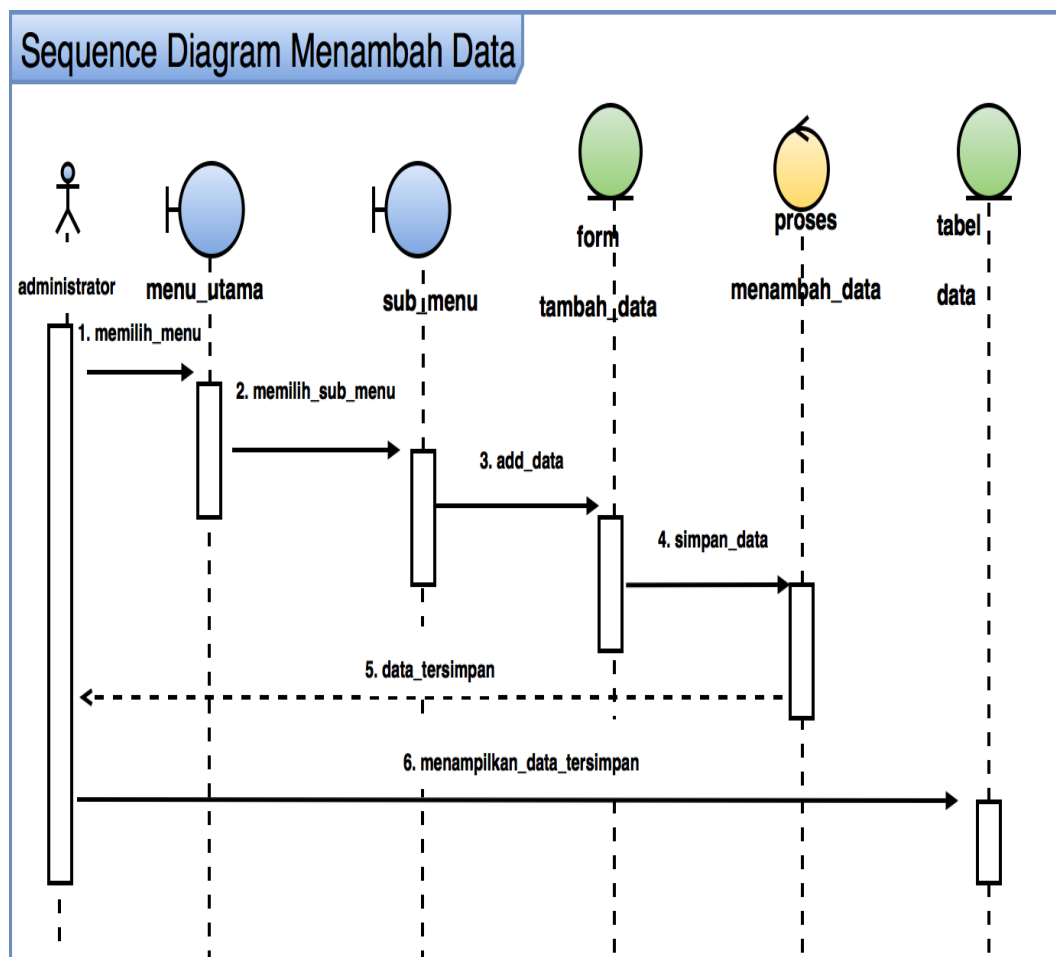 Sequence Diagram Menambah Data
administrator
menu_utama
sub_menu
form
tambah_data
proses
menambah_data
tabel
data
1. memilih_menu
2. memilih_sub_menu
3. add_data
4. simpan_data
5. data_tersimpan
6. menampilkan_data_tersimpan